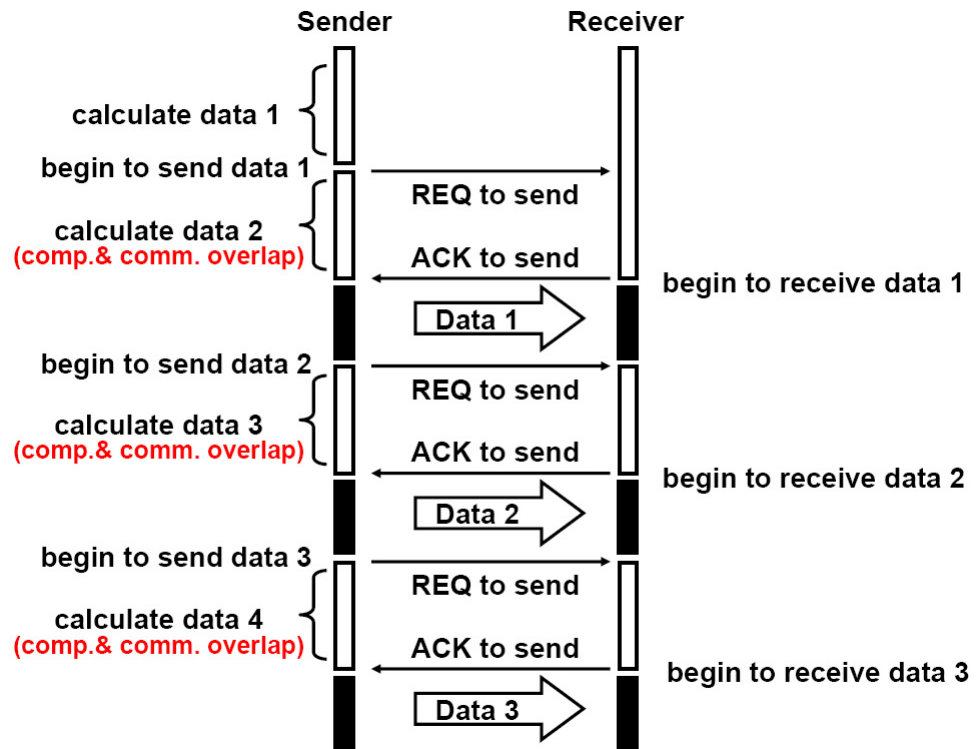 Sender
Receiver
calculate data 1
begin to send data 1
REQ to send
calculate data 2
(comp.& comm. overlap)
ACK to send
begin to receive data 1
Data 1
begin to send data 2
REQ to send
calculate data 3
(comp.& comm. overlap)
ACK to send
begin to receive data 2
Data 2
begin to send data 3
REQ to send
calculate data 4
(comp.& comm. overlap)
ACK to send
begin to receive data 3
Data 3